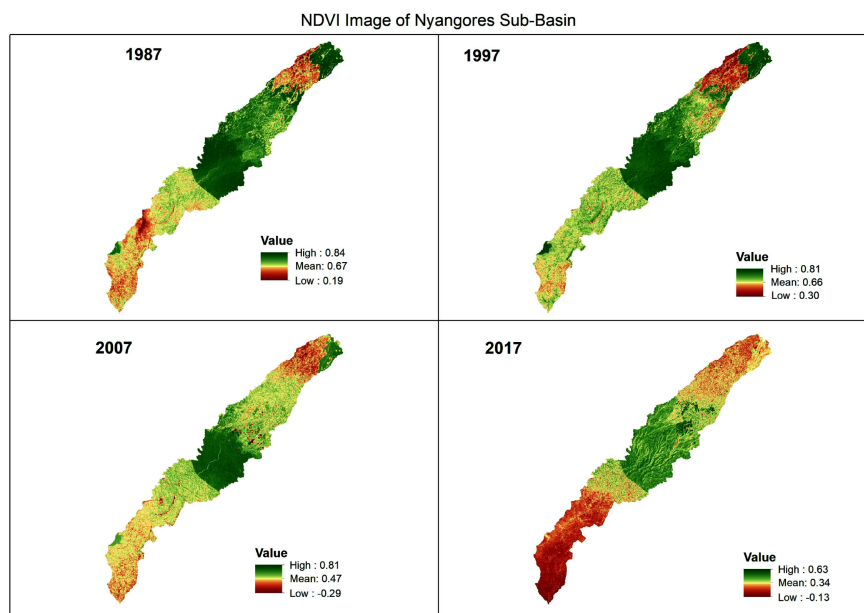 NDVI Image of Nyangores Sub-Basin
1987
Value
High : 0.84
Mean: 0.67
Low : 0.19
1997
Value
High : 0.81
Mean: 0.66
Low : 0.30
2007
Value
High : 0.81
Mean: 0.47
Low : -0.29
2017
Value
High : 0.63
Mean: 0.34
Low : -0.13